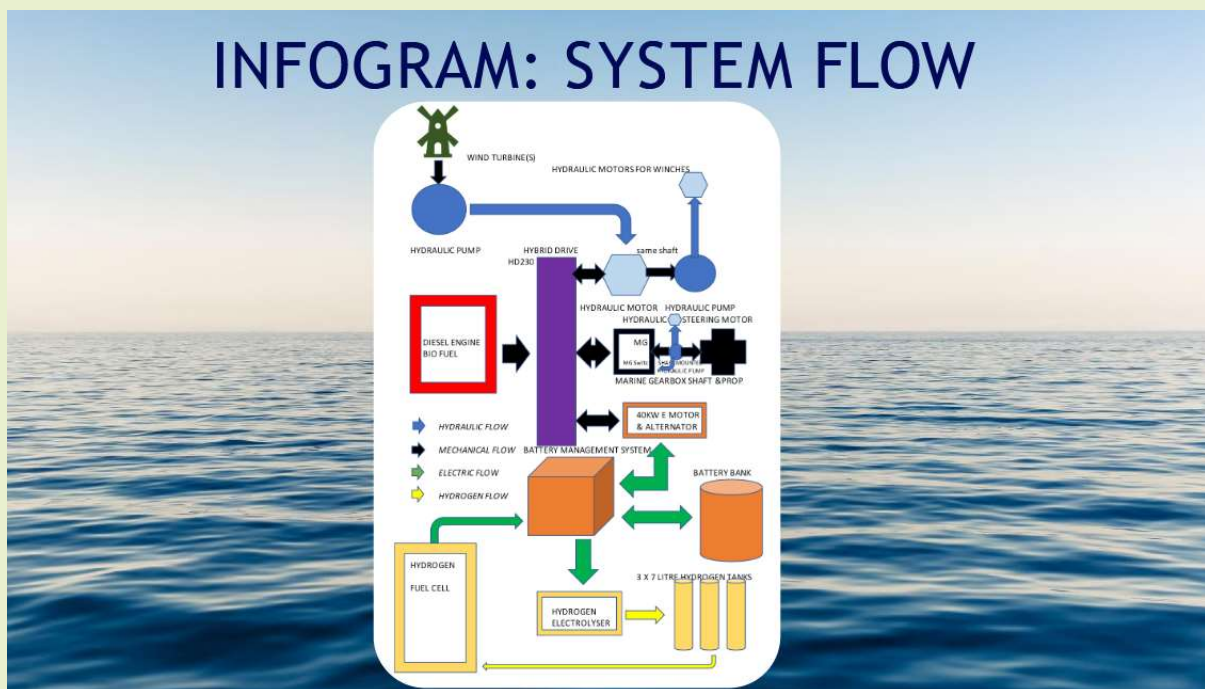 INFOGRAM: SYSTEM FLOW
WIND TURBINE(S)
HYDRAULIC MOTORS FOR WINCHES
HYDRAULIC PUMP
HYBRID DRIVE
HD230
same shaft
HYDRAULIC MOTOR
HYDRAULIC PUMP
HYDRAULIC
STEERING MOTOR
DIESEL ENGINE
BIO FUEL
MG
MARINE GEARBOX SHAFT &PROP
40KW E MOTOR
& ALTERNATOR
HYDRAULIC FLOW
MECHANICAL FLOW
ELECTRIC FLOW
HYDROGEN FLOW
BATTERY MANAGEMENT SYSTEM
BATTERY BANK
HYDROGEN
FUEL CELL
3 X 7 LITRE HYDROGEN TANKS
HYDROGEN
ELECTROLYSER